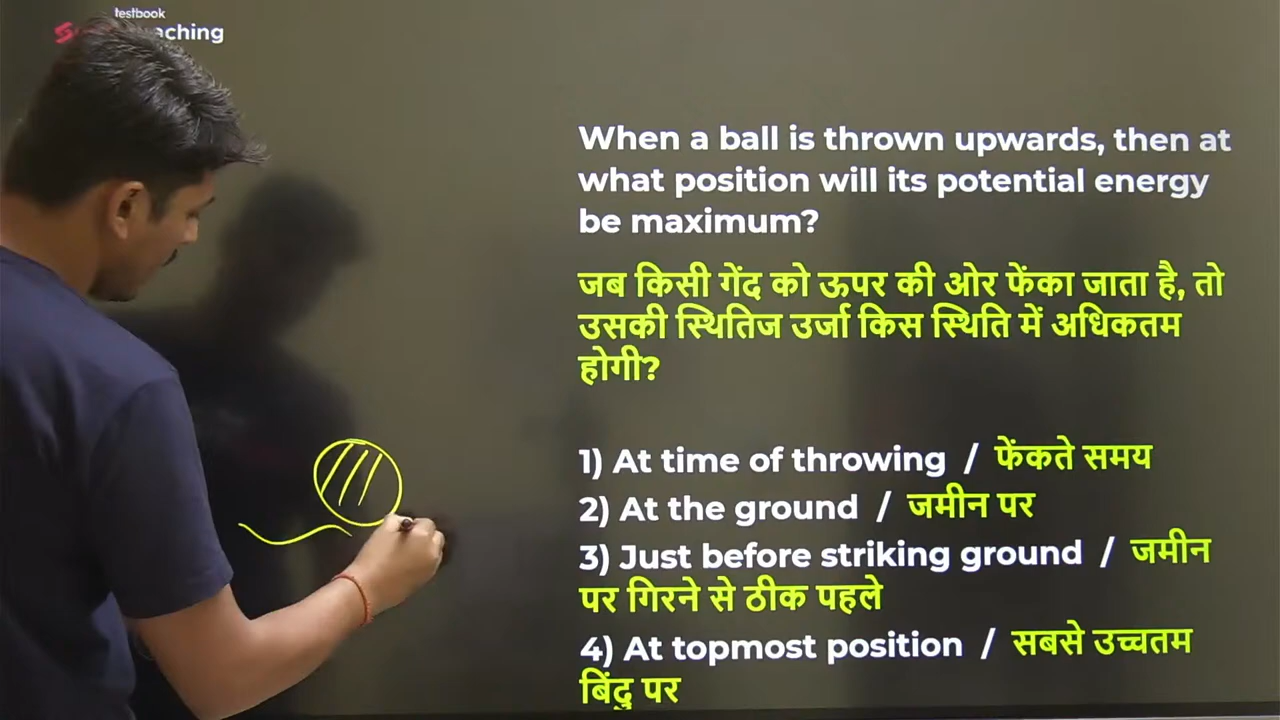 testbook
aching
When a ball is thrown upwards, then at
what position will its potential energy
be maximum?
जब किसी गेंद को ऊपर की ओर फेंका जाता है, तो
उसकी स्थितिज उर्जा किस स्थिति में अधिकतम
होगी?
1) At time of throwing / फेंकते समय
2) At the ground / जमीन पर
3) Just before striking ground / जमीन
पर गिरने से ठीक पहले
4) At topmost position / सबसे उच्चतम
बिंदु पर